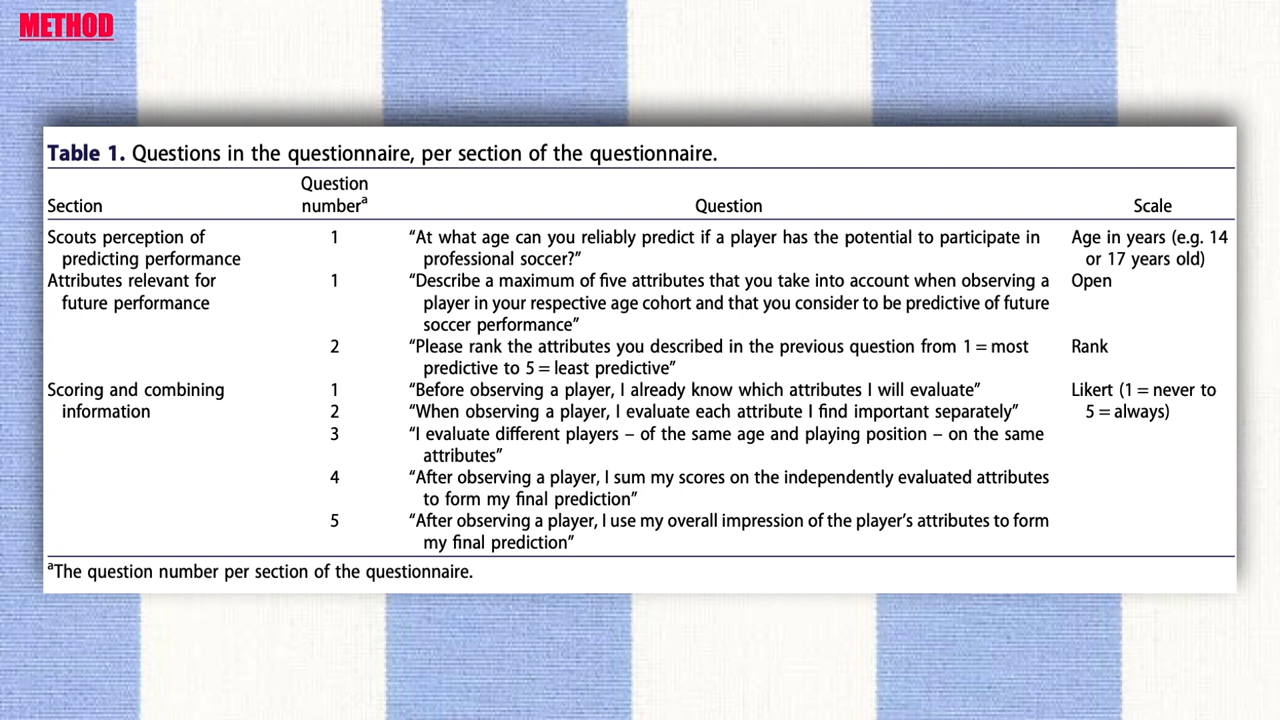 METHOD
Table 1. Questions in the questionnaire, per section of the questionnaire.
Section Question numberᵃ Question Scale
Scouts perception of predicting performance 1 “At what age can you reliably predict if a player has the potential to participate in professional soccer?” Age in years (e.g. 14 or 17 years old)
Attributes relevant for future performance 1 “Describe a maximum of five attributes that you take into account when observing a player in your respective age cohort and that you consider to be predictive of future soccer performance” Open
2 “Please rank the attributes you described in the previous question from 1 = most predictive to 5 = least predictive” Rank
Scoring and combining information 1 “Before observing a player, I already know which attributes I will evaluate” Likert (1 = never to 5 = always)
2 “When observing a player, I evaluate each attribute I find important separately”
3 “I evaluate different players – of the same age and playing position – on the same attributes”
4 “After observing a player, I sum my scores on the independently evaluated attributes to form my final prediction”
5 “After observing a player, I use my overall impression of the player’s attributes to form my final prediction”
ᵃThe question number per section of the questionnaire.